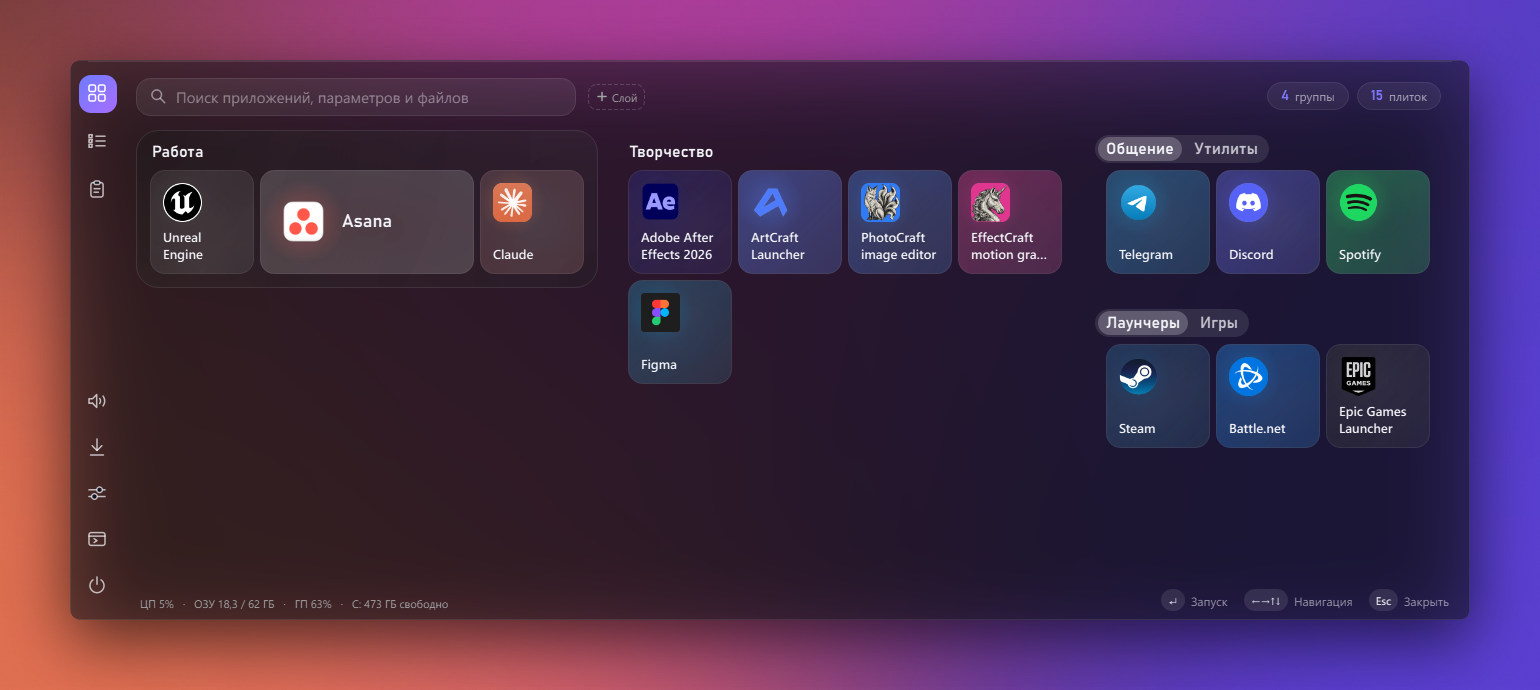 Поиск приложений, параметров и файлов
+ Слой
4 группы
15 плиток
Работа
Unreal
Engine
Asana
Claude
Творчество
Ae
Adobe After
Effects 2026
ArtCraft
Launcher
PhotoCraft
image editor
EffectCraft
motion gra...
Figma
Общение
Утилиты
Telegram
Discord
Spotify
Лаунчеры
Игры
Steam
Battle.net
EPIC
GAMES
Epic Games
Launcher
ЦП 5% · ОЗУ 18,3 / 62 ГБ · ГП 63% · C: 473 ГБ свободно
↵ Запуск
←→↑↓ Навигация
Esc Закрыть